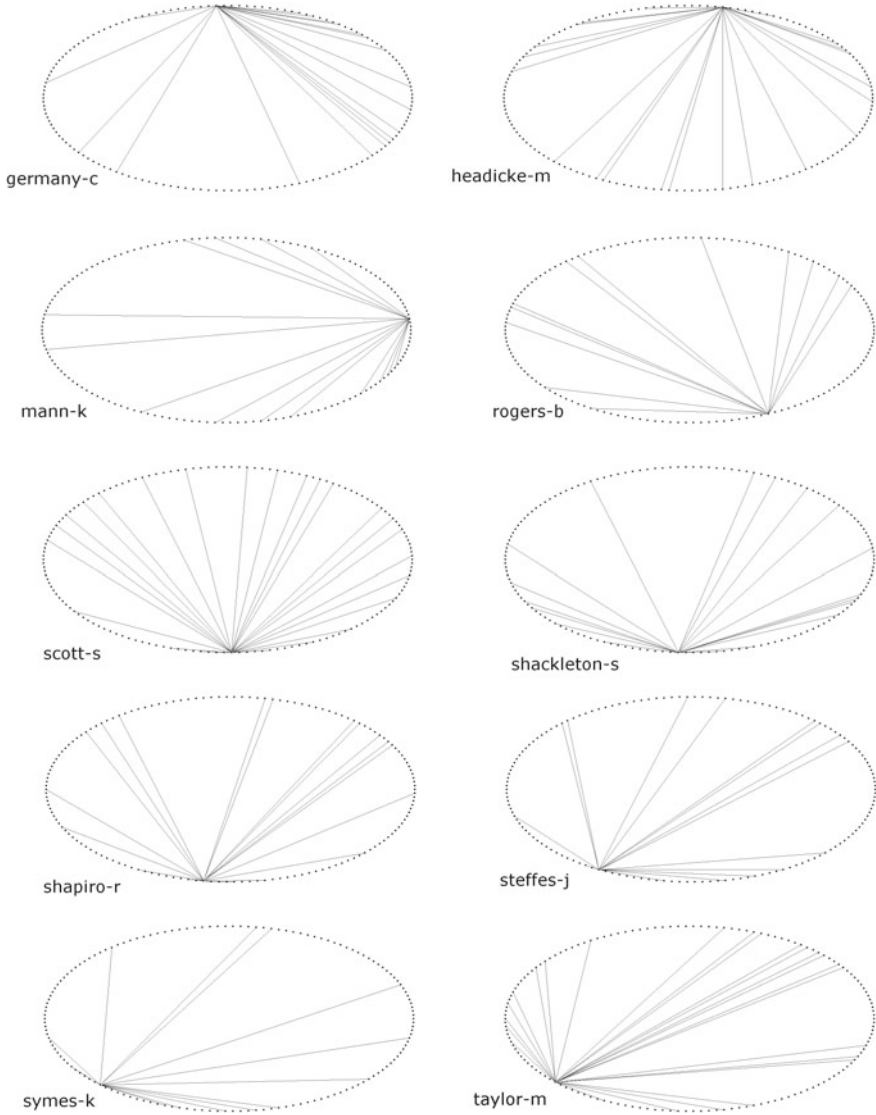 germany-c
headicke-m
mann-k
rogers-b
scott-s
shackleton-s
shapiro-r
steffes-j
symes-k
taylor-m